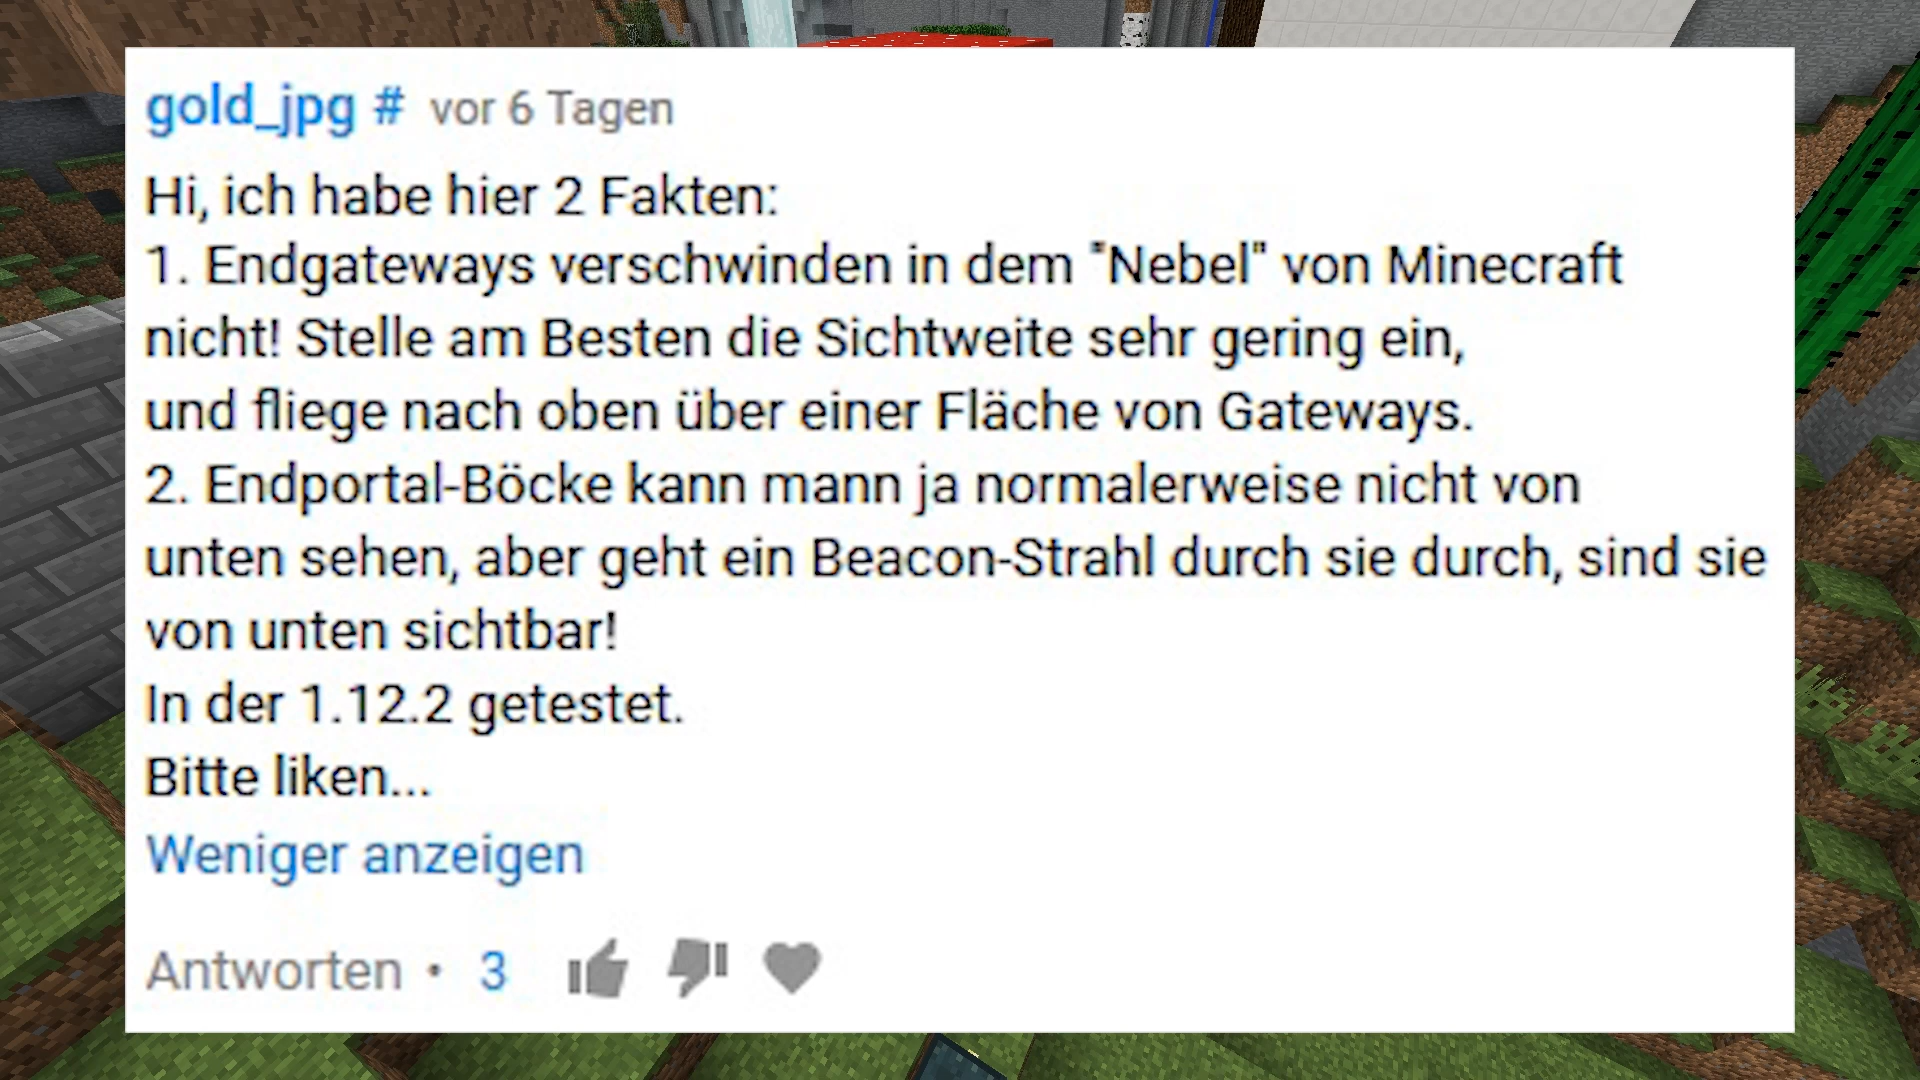 gold_jpg # vor 6 Tagen
Hi, ich habe hier 2 Fakten:
1. Endgateways verschwinden in dem "Nebel" von Minecraft
nicht! Stelle am Besten die Sichtweite sehr gering ein,
und fliege nach oben über einer Fläche von Gateways.
2. Endportal-Böcke kann mann ja normalerweise nicht von
unten sehen, aber geht ein Beacon-Strahl durch sie durch, sind sie
von unten sichtbar!
In der 1.12.2 getestet.
Bitte liken...
Weniger anzeigen
Antworten • 3